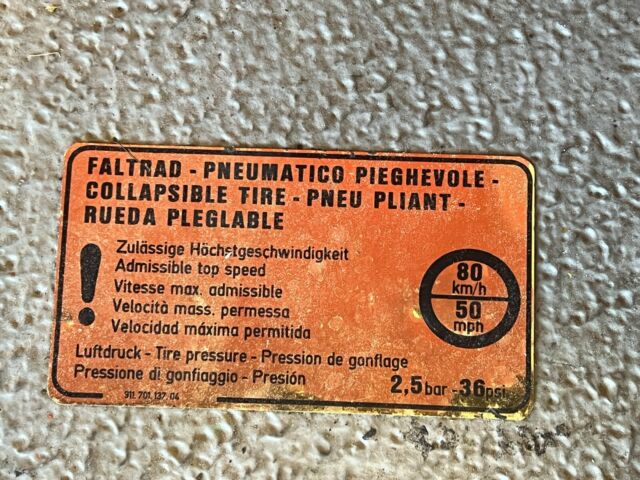 FALTRAD - PNEUMATICO PIEGHEVOLE -
COLLAPSIBLE TIRE - PNEU PLIANT -
RUEDA PLEGLABLE
! Zulässige Höchstgeschwindigkeit
Admissible top speed
Vitesse max. admissible
Velocità mass. permessa
Velocidad máxima permitida
80
km/h
50
mph
Luftdruck - Tire pressure - Pression de gonflage
Pressione di gonfiaggio - Presión 2,5 bar - 36 psi
911. 701. 137. 04